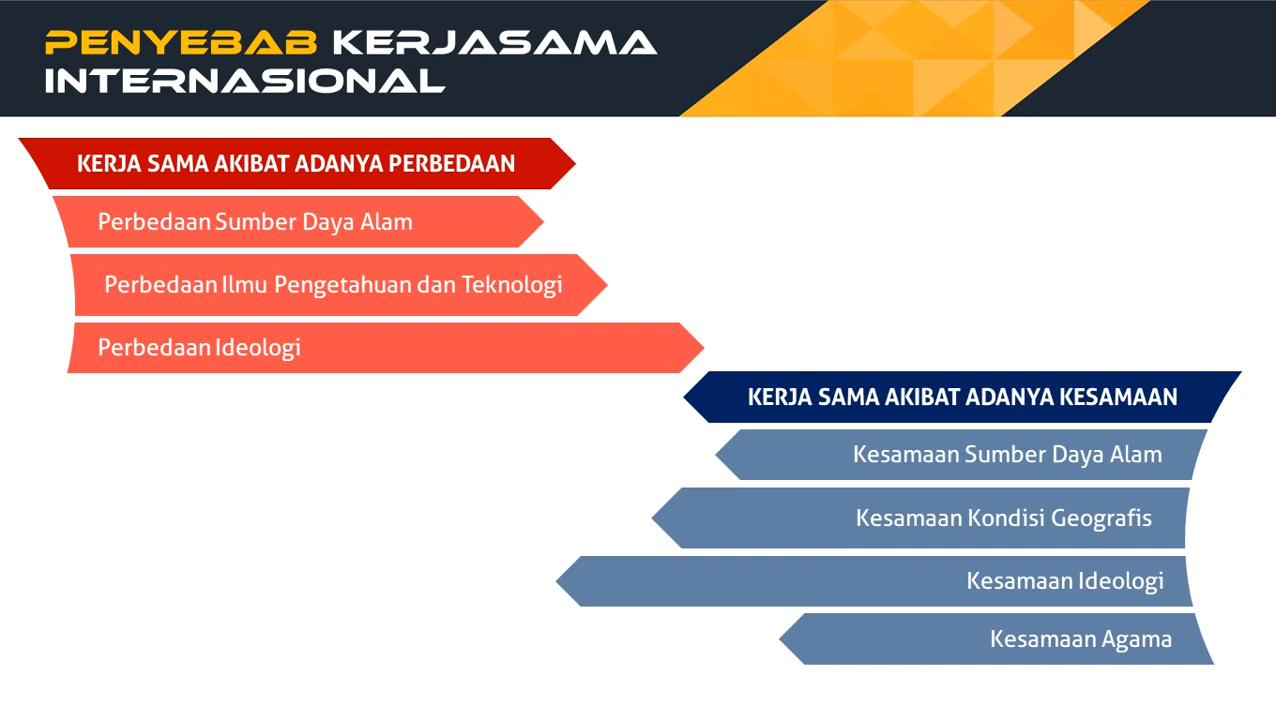 PENYEBAB KERJASAMA
INTERNASIONAL
KERJA SAMA AKIBAT ADANYA PERBEDAAN
Perbedaan Sumber Daya Alam
Perbedaan Ilmu Pengetahuan dan Teknologi
Perbedaan Ideologi
KERJA SAMA AKIBAT ADANYA KESAMAAN
Kesamaan Sumber Daya Alam
Kesamaan Kondisi Geografis
Kesamaan Ideologi
Kesamaan Agama